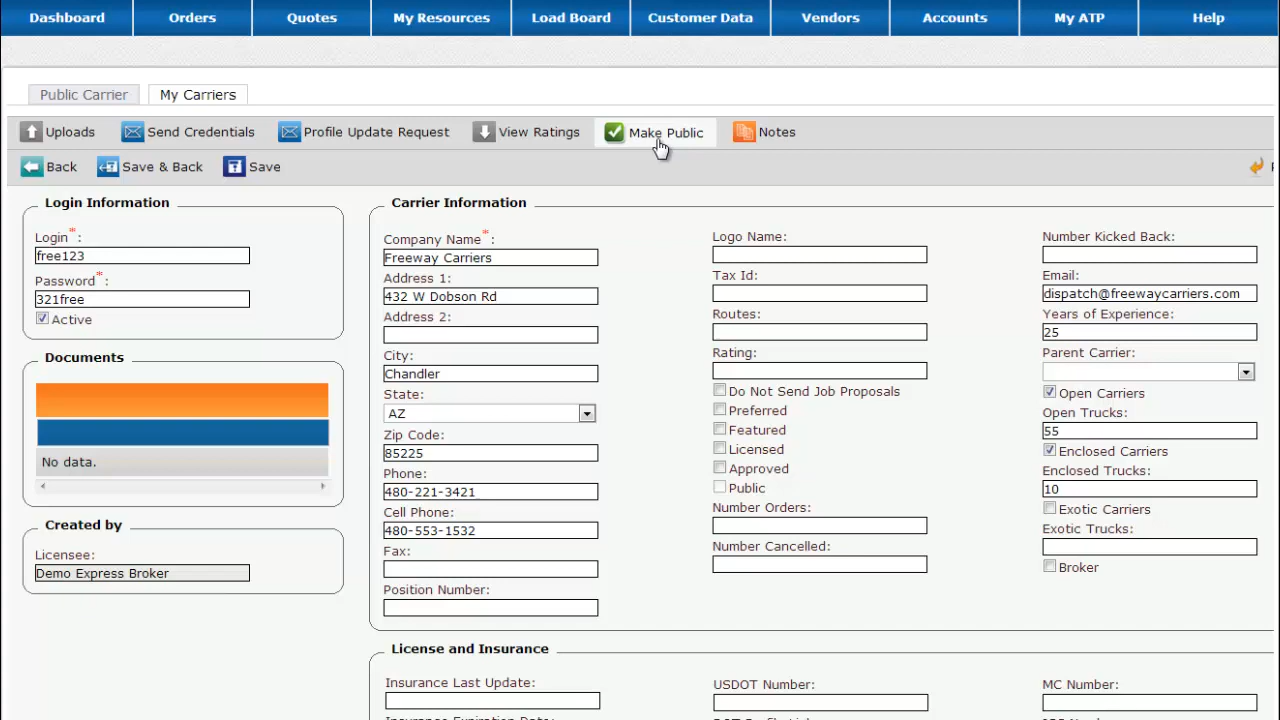 Dashboard Orders Quotes My Resources Load Board Customer Data Vendors Accounts My ATP Help
Public Carrier My Carriers
Uploads Send Credentials Profile Update Request View Ratings Make Public Notes
Back Save & Back Save
Login Information
Login*:
free123
Password*:
321free
Active
Documents
No data.
Created by
Licensee:
Demo Express Broker
Carrier Information
Company Name*:
Freeway Carriers
Address 1:
432 W Dobson Rd
Address 2:
City:
Chandler
State:
AZ
Zip Code:
85225
Phone:
480-221-3421
Cell Phone:
480-553-1532
Fax:
Position Number:
Logo Name:
Tax Id:
Routes:
Rating:
Do Not Send Job Proposals
Preferred
Featured
Licensed
Approved
Public
Number Orders:
Number Cancelled:
Number Kicked Back:
Email:
dispatch@freewaycarriers.com
Years of Experience:
25
Parent Carrier:
Open Carriers
Open Trucks:
55
Enclosed Carriers
Enclosed Trucks:
10
Exotic Carriers
Exotic Trucks:
Broker
License and Insurance
Insurance Last Update:
USDOT Number:
MC Number:
Insurance Expiration Date: